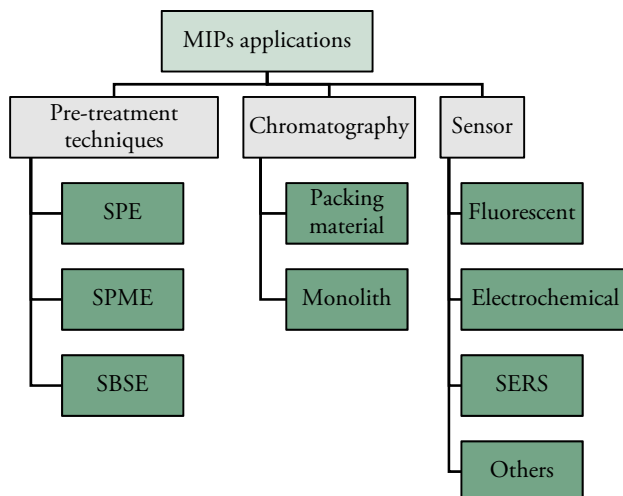 MIPs applications
Pre-treatment
techniques
Chromatography
Sensor
SPE
Packing
material
Fluorescent
SPME
Monolith
Electrochemical
SBSE
SERS
Others